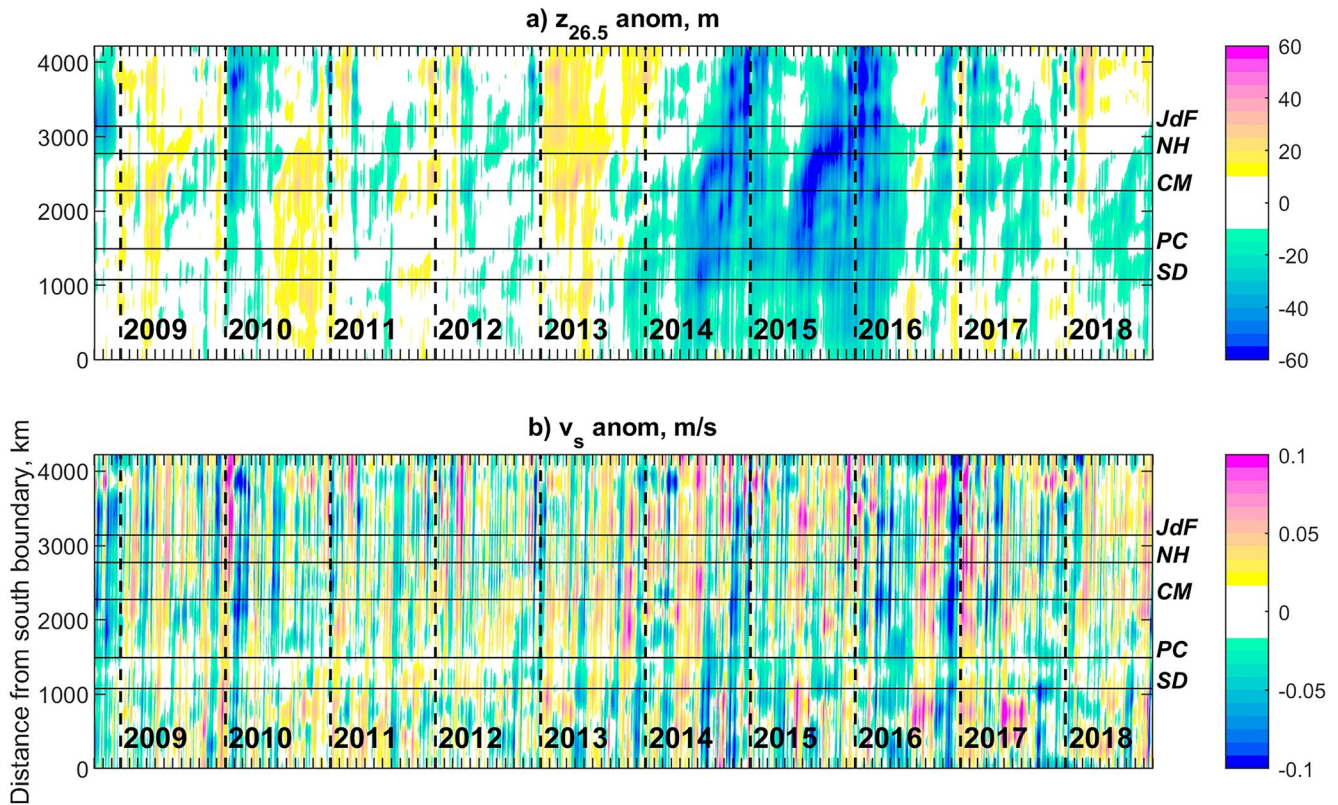 a) z26.5 anom, m
4000
3000
2000
1000
0
JdF
NH
CM
PC
SD
2009 2010 2011 2012 2013 2014 2015 2016 2017 2018
60
40
20
0
-20
-40
-60
Distance from south boundary, km
b) vs anom, m/s
4000
3000
2000
1000
0
JdF
NH
CM
PC
SD
2009 2010 2011 2012 2013 2014 2015 2016 2017 2018
0.1
0.05
0
-0.05
-0.1